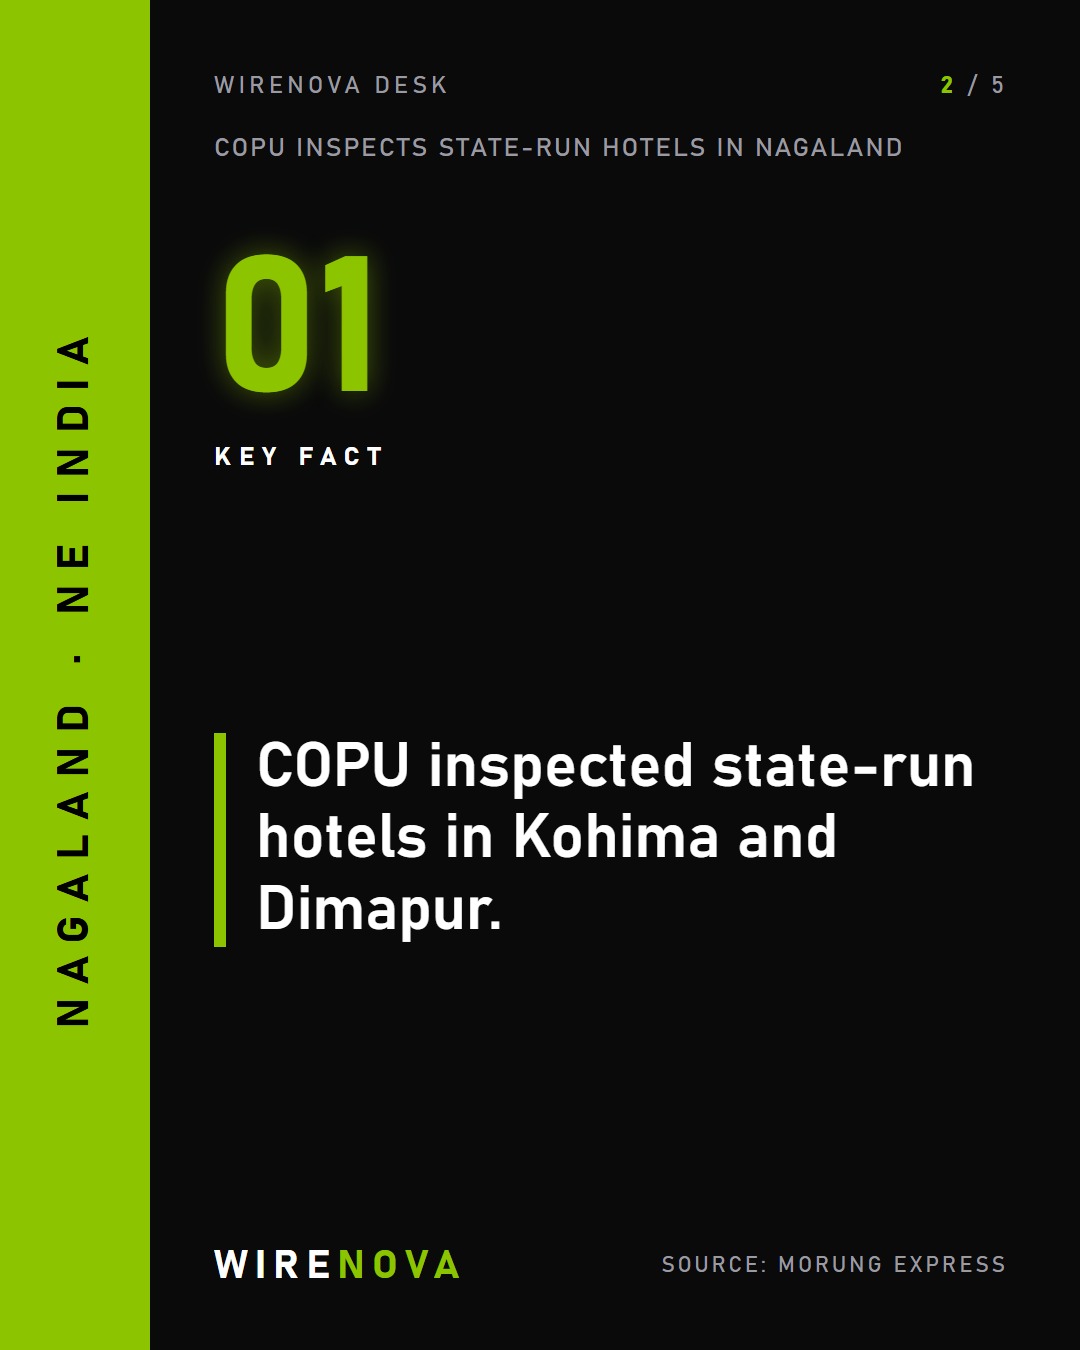 WIRENOVA DESK
2 / 5
COPU INSPECTS STATE-RUN HOTELS IN NAGALAND
01
KEY FACT
NAGALAND · NE INDIA
COPU inspected state-run
hotels in Kohima and
Dimapur.
WIRENOVA
SOURCE: MORUNG EXPRESS